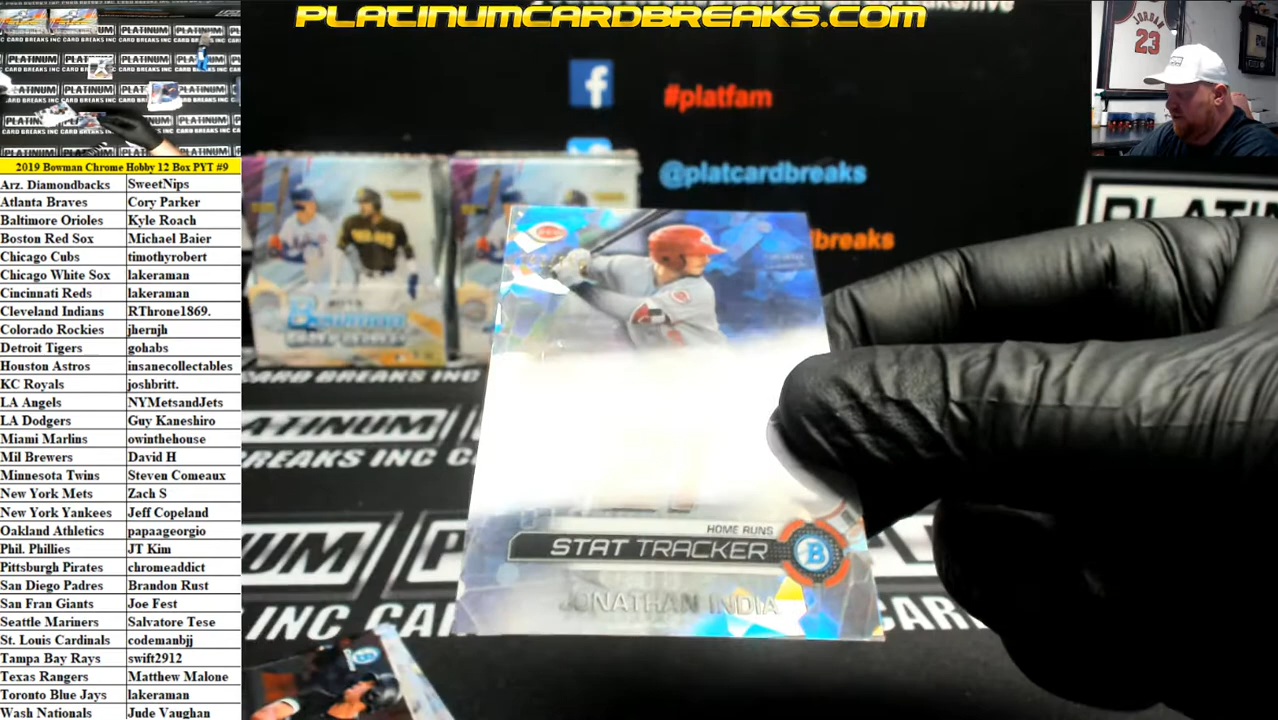 PLATINUMCARDBREAKS.COM
JORDAN
23
#platfam
@platcardbreaks
dbreaks
2019 Bowman Chrome Hobby 12 Box PYT #9
Arz. Diamondbacks SweetNips
Atlanta Braves Cory Parker
Baltimore Orioles Kyle Roach
Boston Red Sox Michael Baier
Chicago Cubs timothyrobert
Chicago White Sox lakeraman
Cincinnati Reds lakeraman
Cleveland Indians RThrone1869.
Colorado Rockies jhernjh
Detroit Tigers gohabs
Houston Astros insanecollectables
KC Royals joshbritt.
LA Angels NYMetsandJets
LA Dodgers Guy Kaneshiro
Miami Marlins owinthehouse
Mil Brewers David H
Minnesota Twins Steven Comeaux
New York Mets Zach S
New York Yankees Jeff Copeland
Oakland Athletics papaageorgio
Phil. Phillies JT Kim
Pittsburgh Pirates chromeaddict
San Diego Padres Brandon Rust
San Fran Giants Joe Fest
Seattle Mariners Salvatore Tese
St. Louis Cardinals codemanbjj
Tampa Bay Rays swift2912
Texas Rangers Matthew Malone
Toronto Blue Jays lakeraman
Wash Nationals Jude Vaughan
HOME RUNS
STAT TRACKER
B
JONATHAN INDIA